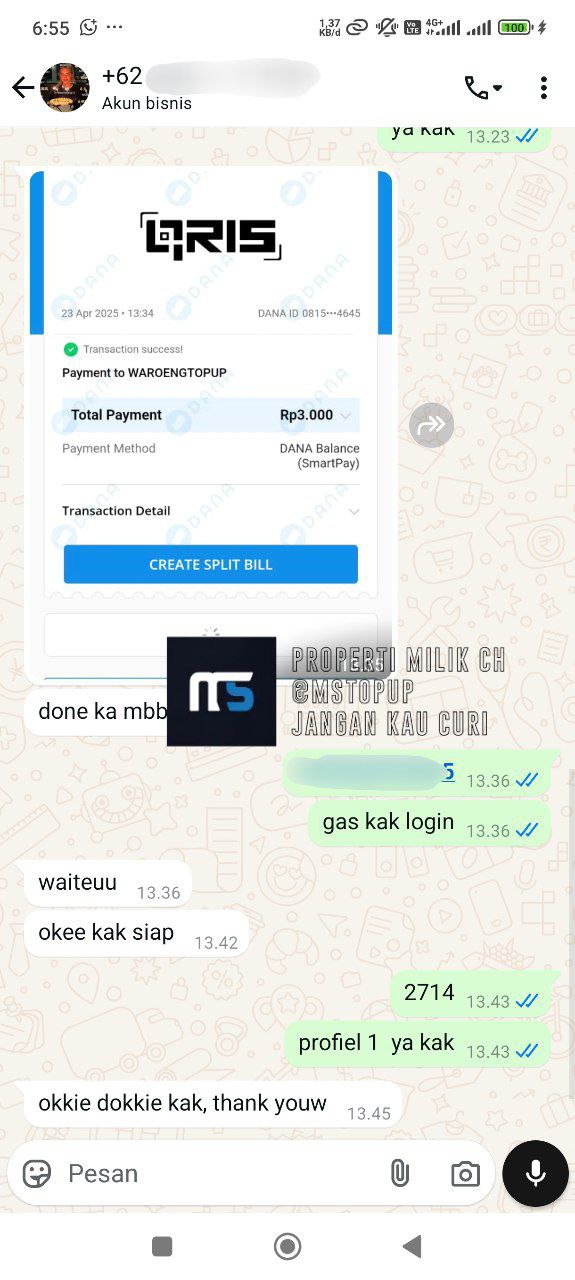 6:55
1,37
KB/d
Vo
LTE
4G+
100
+62
Akun bisnis
ya kak 13.23
QRIS
23 Apr 2025 • 13:34 DANA ID 0815•••4645
Transaction success!
Payment to WAROENGTOPUP
Total Payment Rp3.000
Payment Method DANA Balance
(SmartPay)
Transaction Detail
CREATE SPLIT BILL
MS
PROPERTI MILIK CH
@MSTOPUP
JANGAN KAU CURI
done ka mbb
5 13.36
gas kak login 13.36
waiteuu 13.36
okee kak siap 13.42
2714 13.43
profiel 1 ya kak 13.43
okkie dokkie kak, thank youw 13.45
Pesan